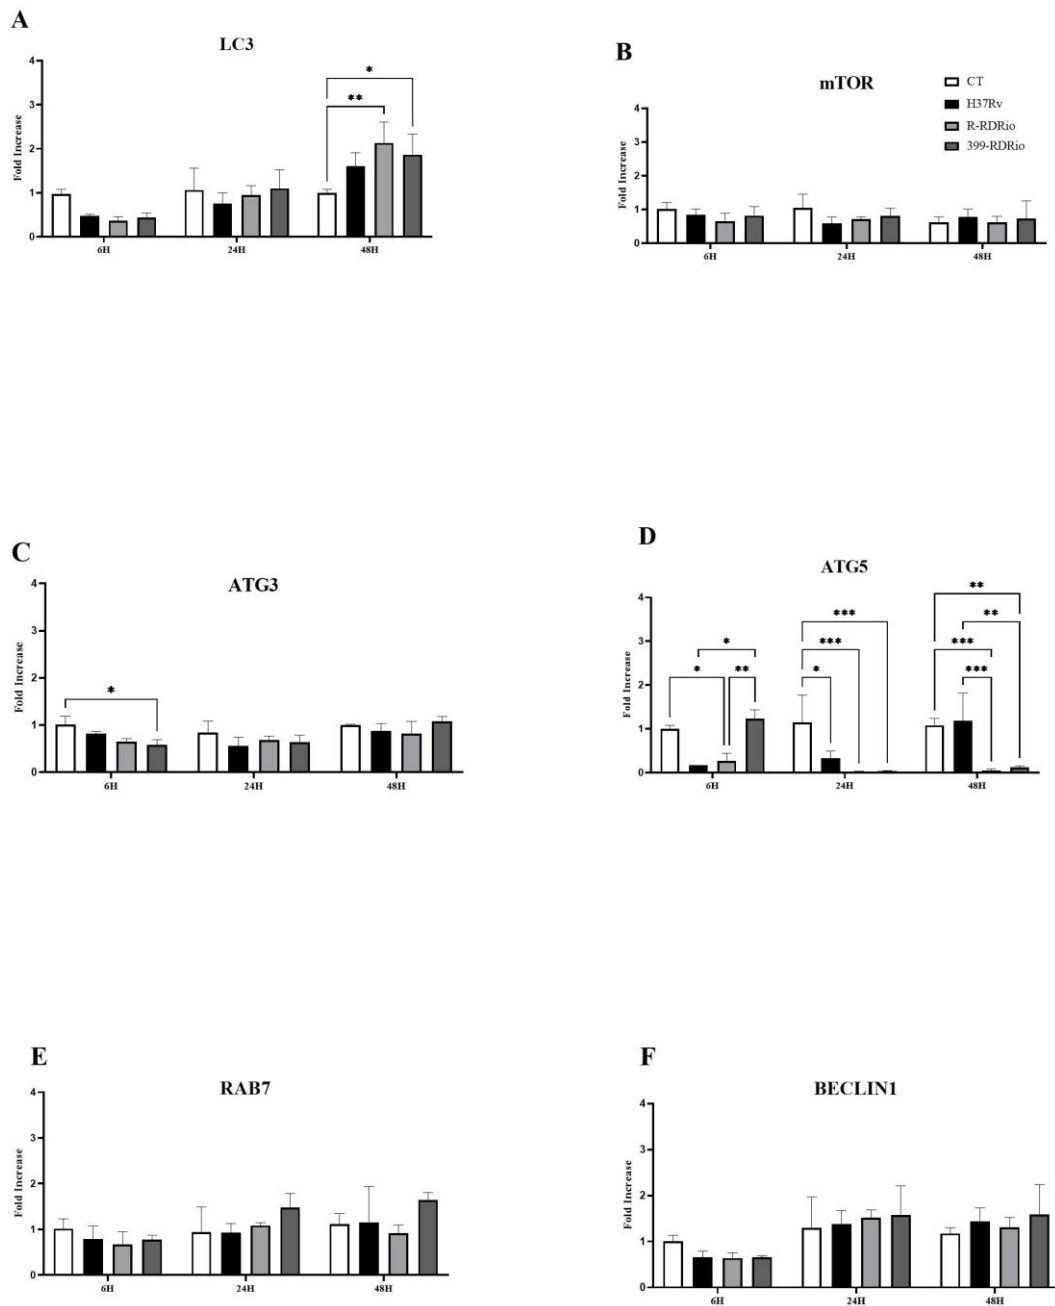 A
LC3
Fold Increase
4
3
2
1
0
*
**
6H 24H 48H
B
mTOR
CT
H37Rv
R-RDRio
399-RDRio
Fold Increase
4
3
2
1
0
6H 24H 48H
C
ATG3
Fold Increase
4
3
2
1
0
*
6H 24H 48H
D
ATG5
Fold Increase
4
3
2
1
0
*
* **
***
***
*
**
**
***
***
6H 24H 48H
E
RAB7
Fold Increase
4
3
2
1
0
6H 24H 48H
F
BECLIN1
Fold Increase
4
3
2
1
0
6H 24H 48H